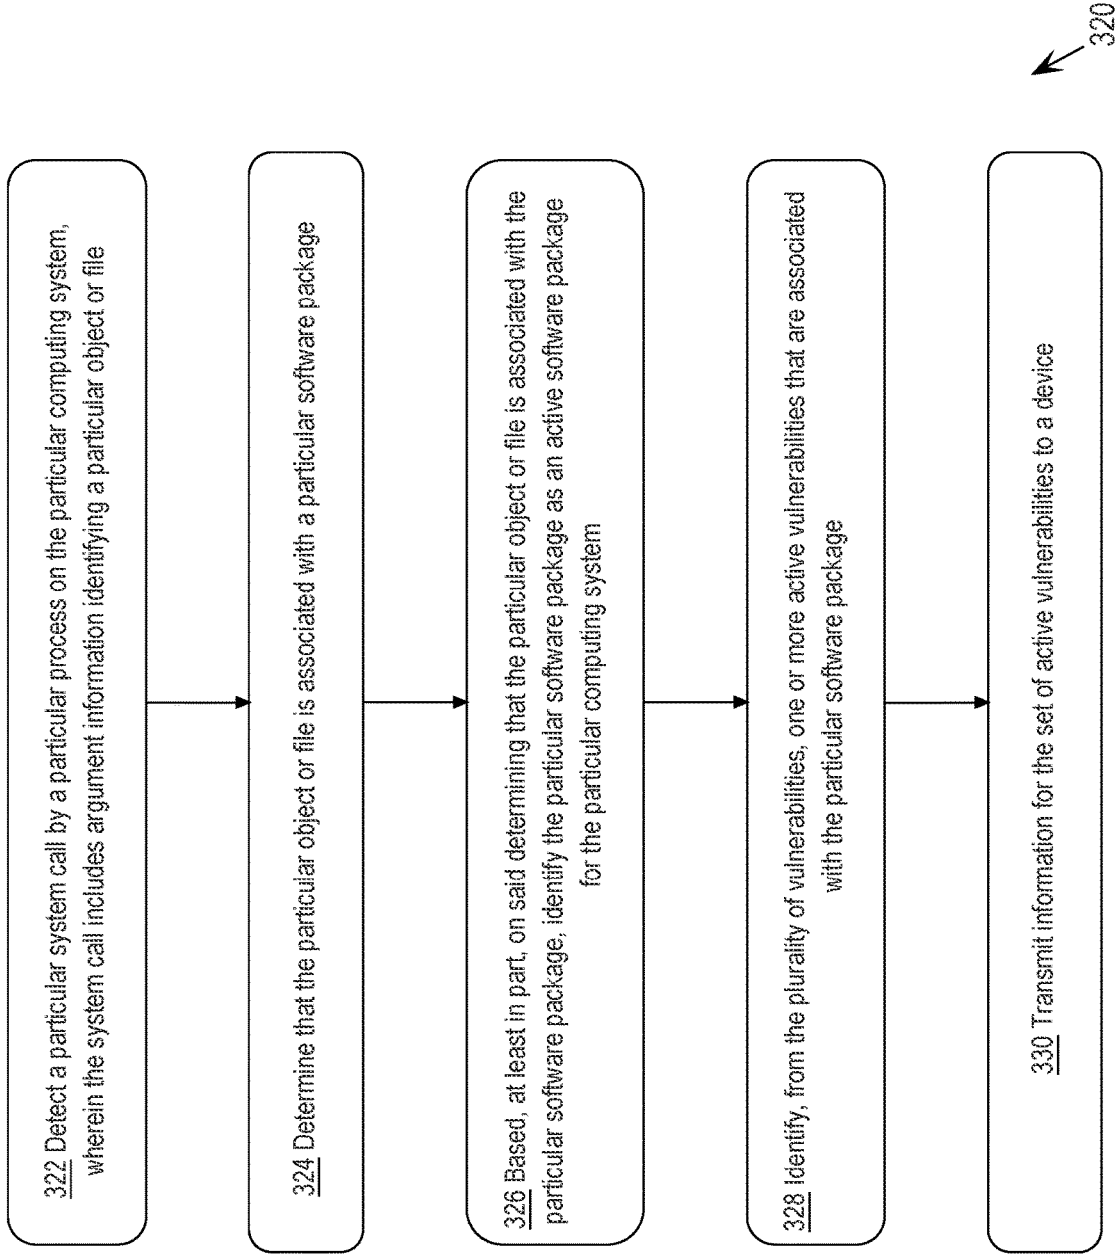 322 Detect a particular system call by a particular process on the particular computing system,
wherein the system call includes argument information identifying a particular object or file
324 Determine that the particular object or file is associated with a particular software package
326 Based, at least in part, on said determining that the particular object or file is associated with the
particular software package, identify the particular software package as an active software package
for the particular computing system
328 Identify, from the plurality of vulnerabilities, one or more active vulnerabilities that are associated
with the particular software package
330 Transmit information for the set of active vulnerabilities to a device
320